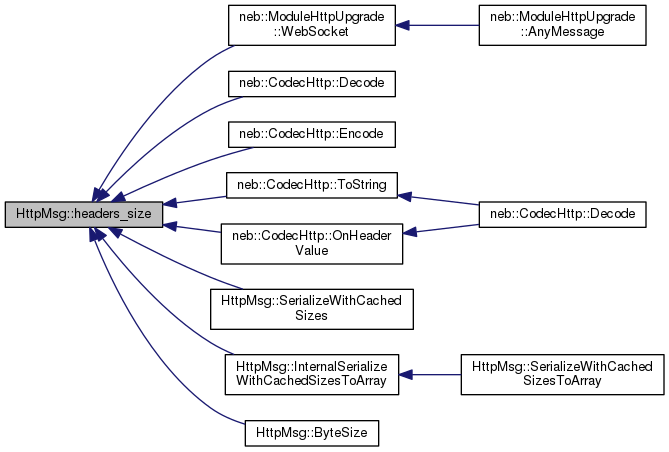 neb::ModuleHttpUpgrade
::WebSocket
neb::ModuleHttpUpgrade
::AnyMessage
neb::CodecHttp::Decode
neb::CodecHttp::Encode
neb::CodecHttp::ToString
HttpMsg::headers_size
neb::CodecHttp::Decode
neb::CodecHttp::OnHeader
Value
HttpMsg::SerializeWithCached
Sizes
HttpMsg::InternalSerialize
WithCachedSizesToArray
HttpMsg::SerializeWithCached
SizesToArray
HttpMsg::ByteSize